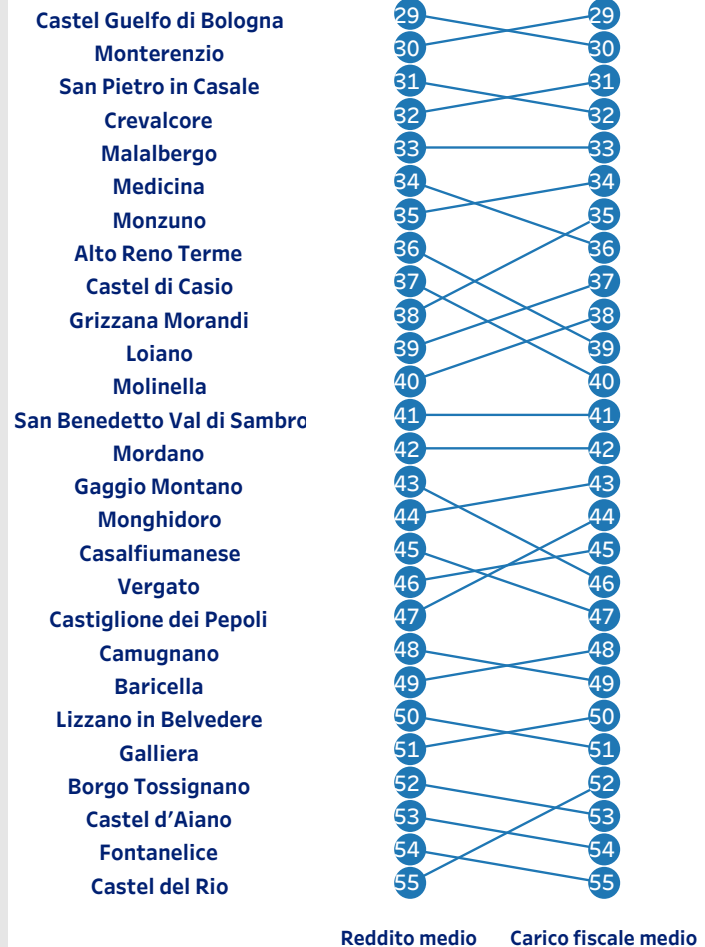 Castel Guelfo di Bologna 29 29
Monterenzio 30 30
San Pietro in Casale 31 31
Crevalcore 32 32
Malalbergo 33 33
Medicina 34 34
Monzuno 35 35
Alto Reno Terme 36 36
Castel di Casio 37 37
Grizzana Morandi 38 38
Loiano 39 39
Molinella 40 40
San Benedetto Val di Sambro 41 41
Mordano 42 42
Gaggio Montano 43 43
Monghidoro 44 44
Casalfiumanese 45 45
Vergato 46 46
Castiglione dei Pepoli 47 47
Camugnano 48 48
Baricella 49 49
Lizzano in Belvedere 50 50
Galliera 51 51
Borgo Tossignano 52 52
Castel d’Aiano 53 53
Fontanelice 54 54
Castel del Rio 55 55
Reddito medio Carico fiscale medio